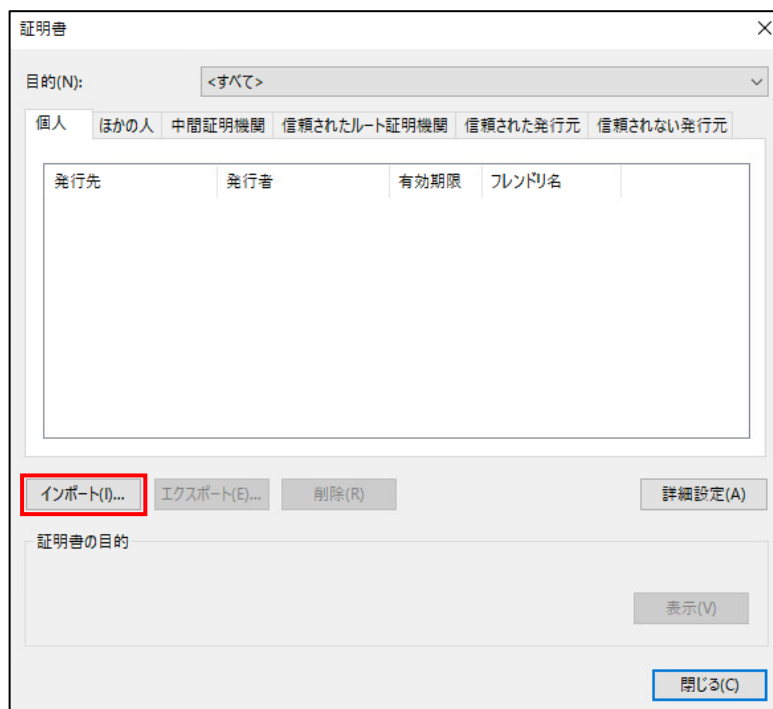 証明書
目的(N): <すべて>
個人 ほかの人 中間証明機関 信頼されたルート証明機関 信頼された発行元 信頼されない発行元
発行先 発行者 有効期限 フレンドリ名
インポート(I)... エクスポート(E)... 削除(R) 詳細設定(A)
証明書の目的
表示(V)
閉じる(C)